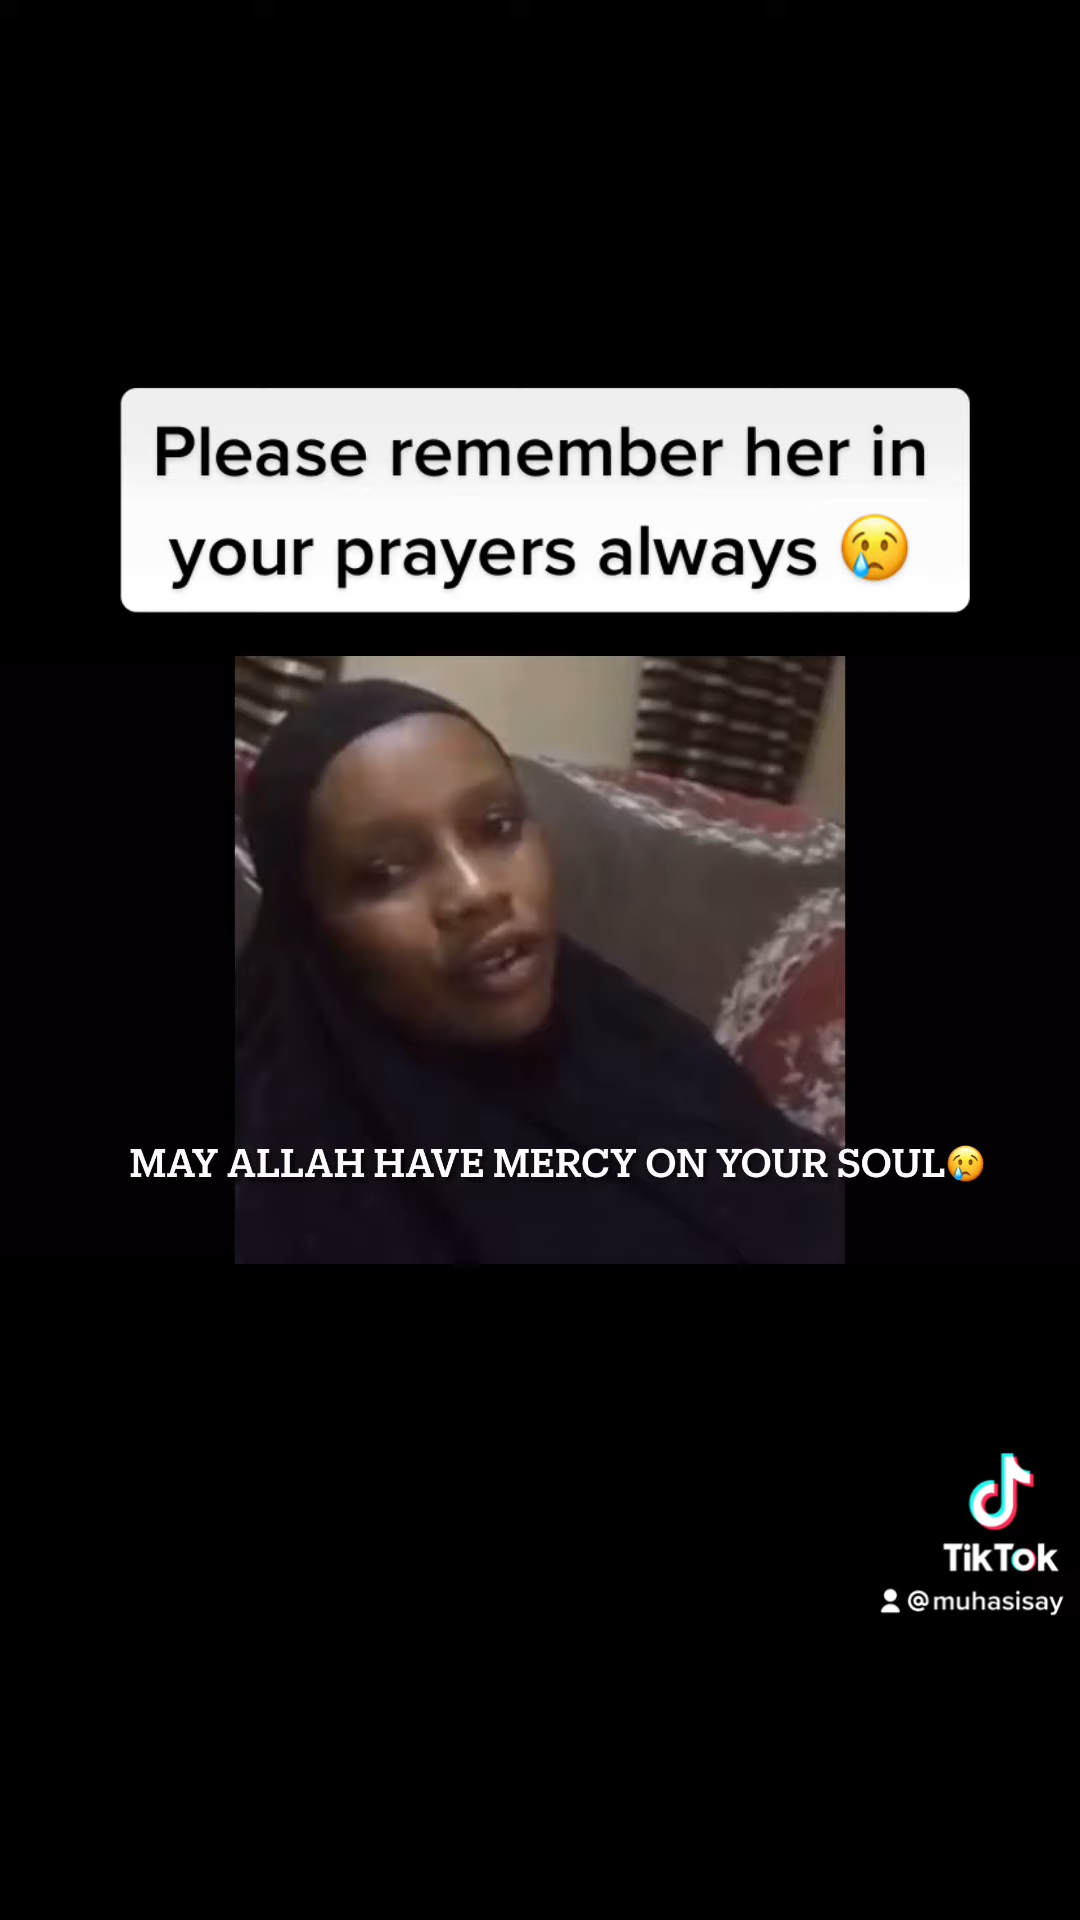 Please remember her in
your prayers always 😢
MAY ALLAH HAVE MERCY ON YOUR SOUL😢
TikTok
@muhasisay